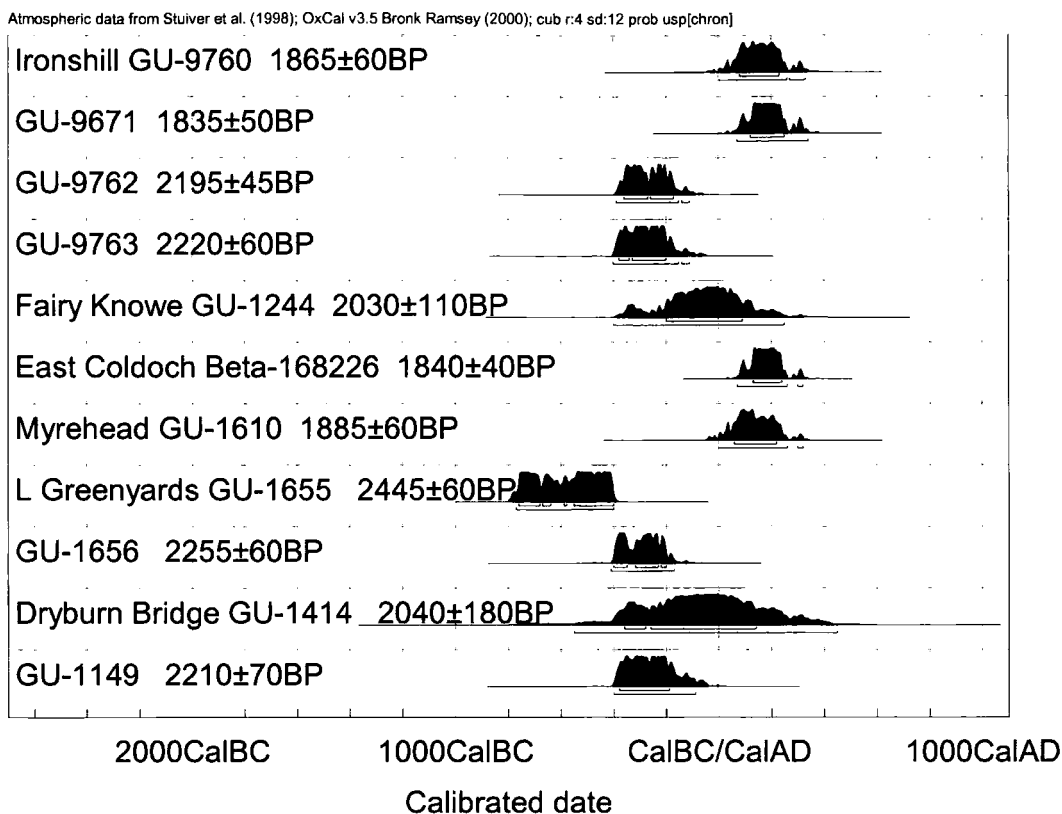 Atmospheric data from Stuiver et al. (1998); OxCal v3.5 Bronk Ramsey (2000); cub r:4 sd:12 prob usp[chron]
Ironshill GU-9760 1865±60BP
GU-9671 1835±50BP
GU-9762 2195±45BP
GU-9763 2220±60BP
Fairy Knowe GU-1244 2030±110BP
East Coldoch Beta-168226 1840±40BP
Myrehead GU-1610 1885±60BP
L Greenyards GU-1655 2445±60BP
GU-1656 2255±60BP
Dryburn Bridge GU-1414 2040±180BP
GU-1149 2210±70BP
2000CalBC 1000CalBC CalBC/CalAD 1000CalAD
Calibrated date